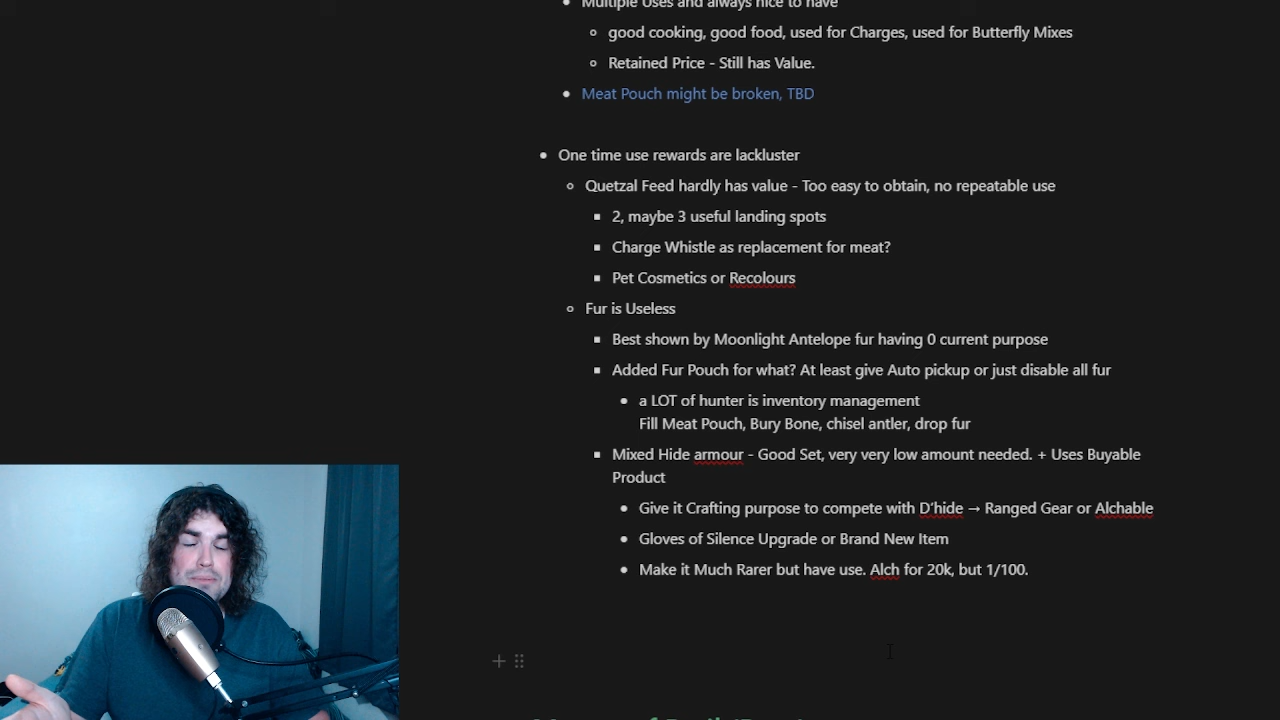 Multiple Uses and always nice to have
good cooking, good food, used for Charges, used for Butterfly Mixes
Retained Price - Still has Value.
Meat Pouch might be broken, TBD
One time use rewards are lackluster
Quetzal Feed hardly has value - Too easy to obtain, no repeatable use
2, maybe 3 useful landing spots
Charge Whistle as replacement for meat?
Pet Cosmetics or Recolours
Fur is Useless
Best shown by Moonlight Antelope fur having 0 current purpose
Added Fur Pouch for what? At least give Auto pickup or just disable all fur
a LOT of hunter is inventory management
Fill Meat Pouch, Bury Bone, chisel antler, drop fur
Mixed Hide armour - Good Set, very very low amount needed. + Uses Buyable
Product
Give it Crafting purpose to compete with D'hide → Ranged Gear or Alchable
Gloves of Silence Upgrade or Brand New Item
Make it Much Rarer but have use. Alch for 20k, but 1/100.